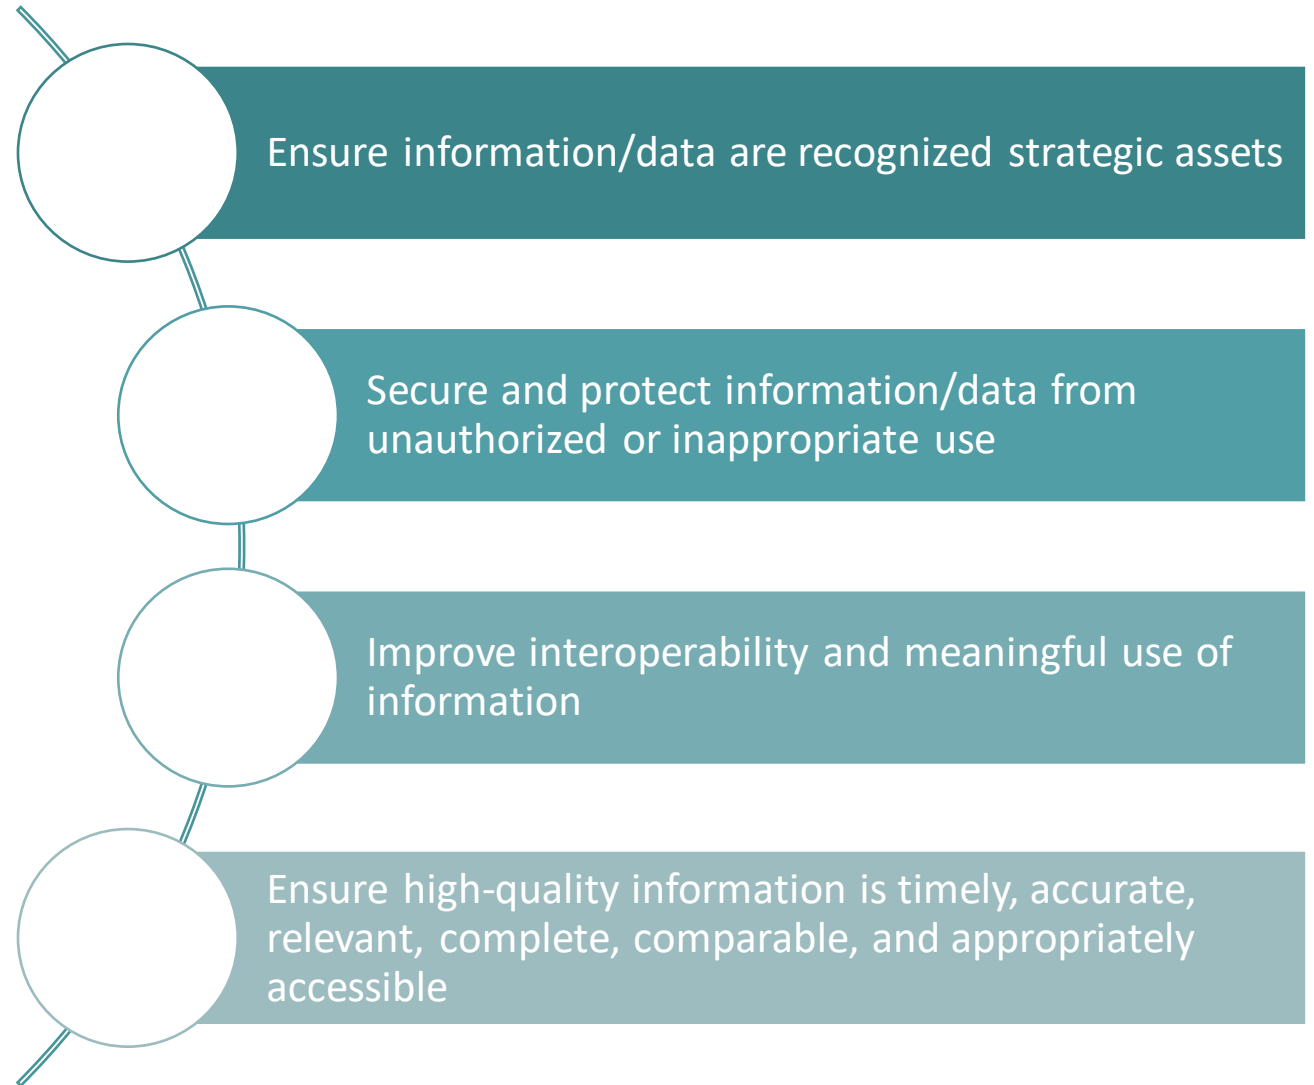 Ensure information/data are recognized strategic assets
Secure and protect information/data from
unauthorized or inappropriate use
Improve interoperability and meaningful use of
information
Ensure high-quality information is timely, accurate,
relevant, complete, comparable, and appropriately
accessible